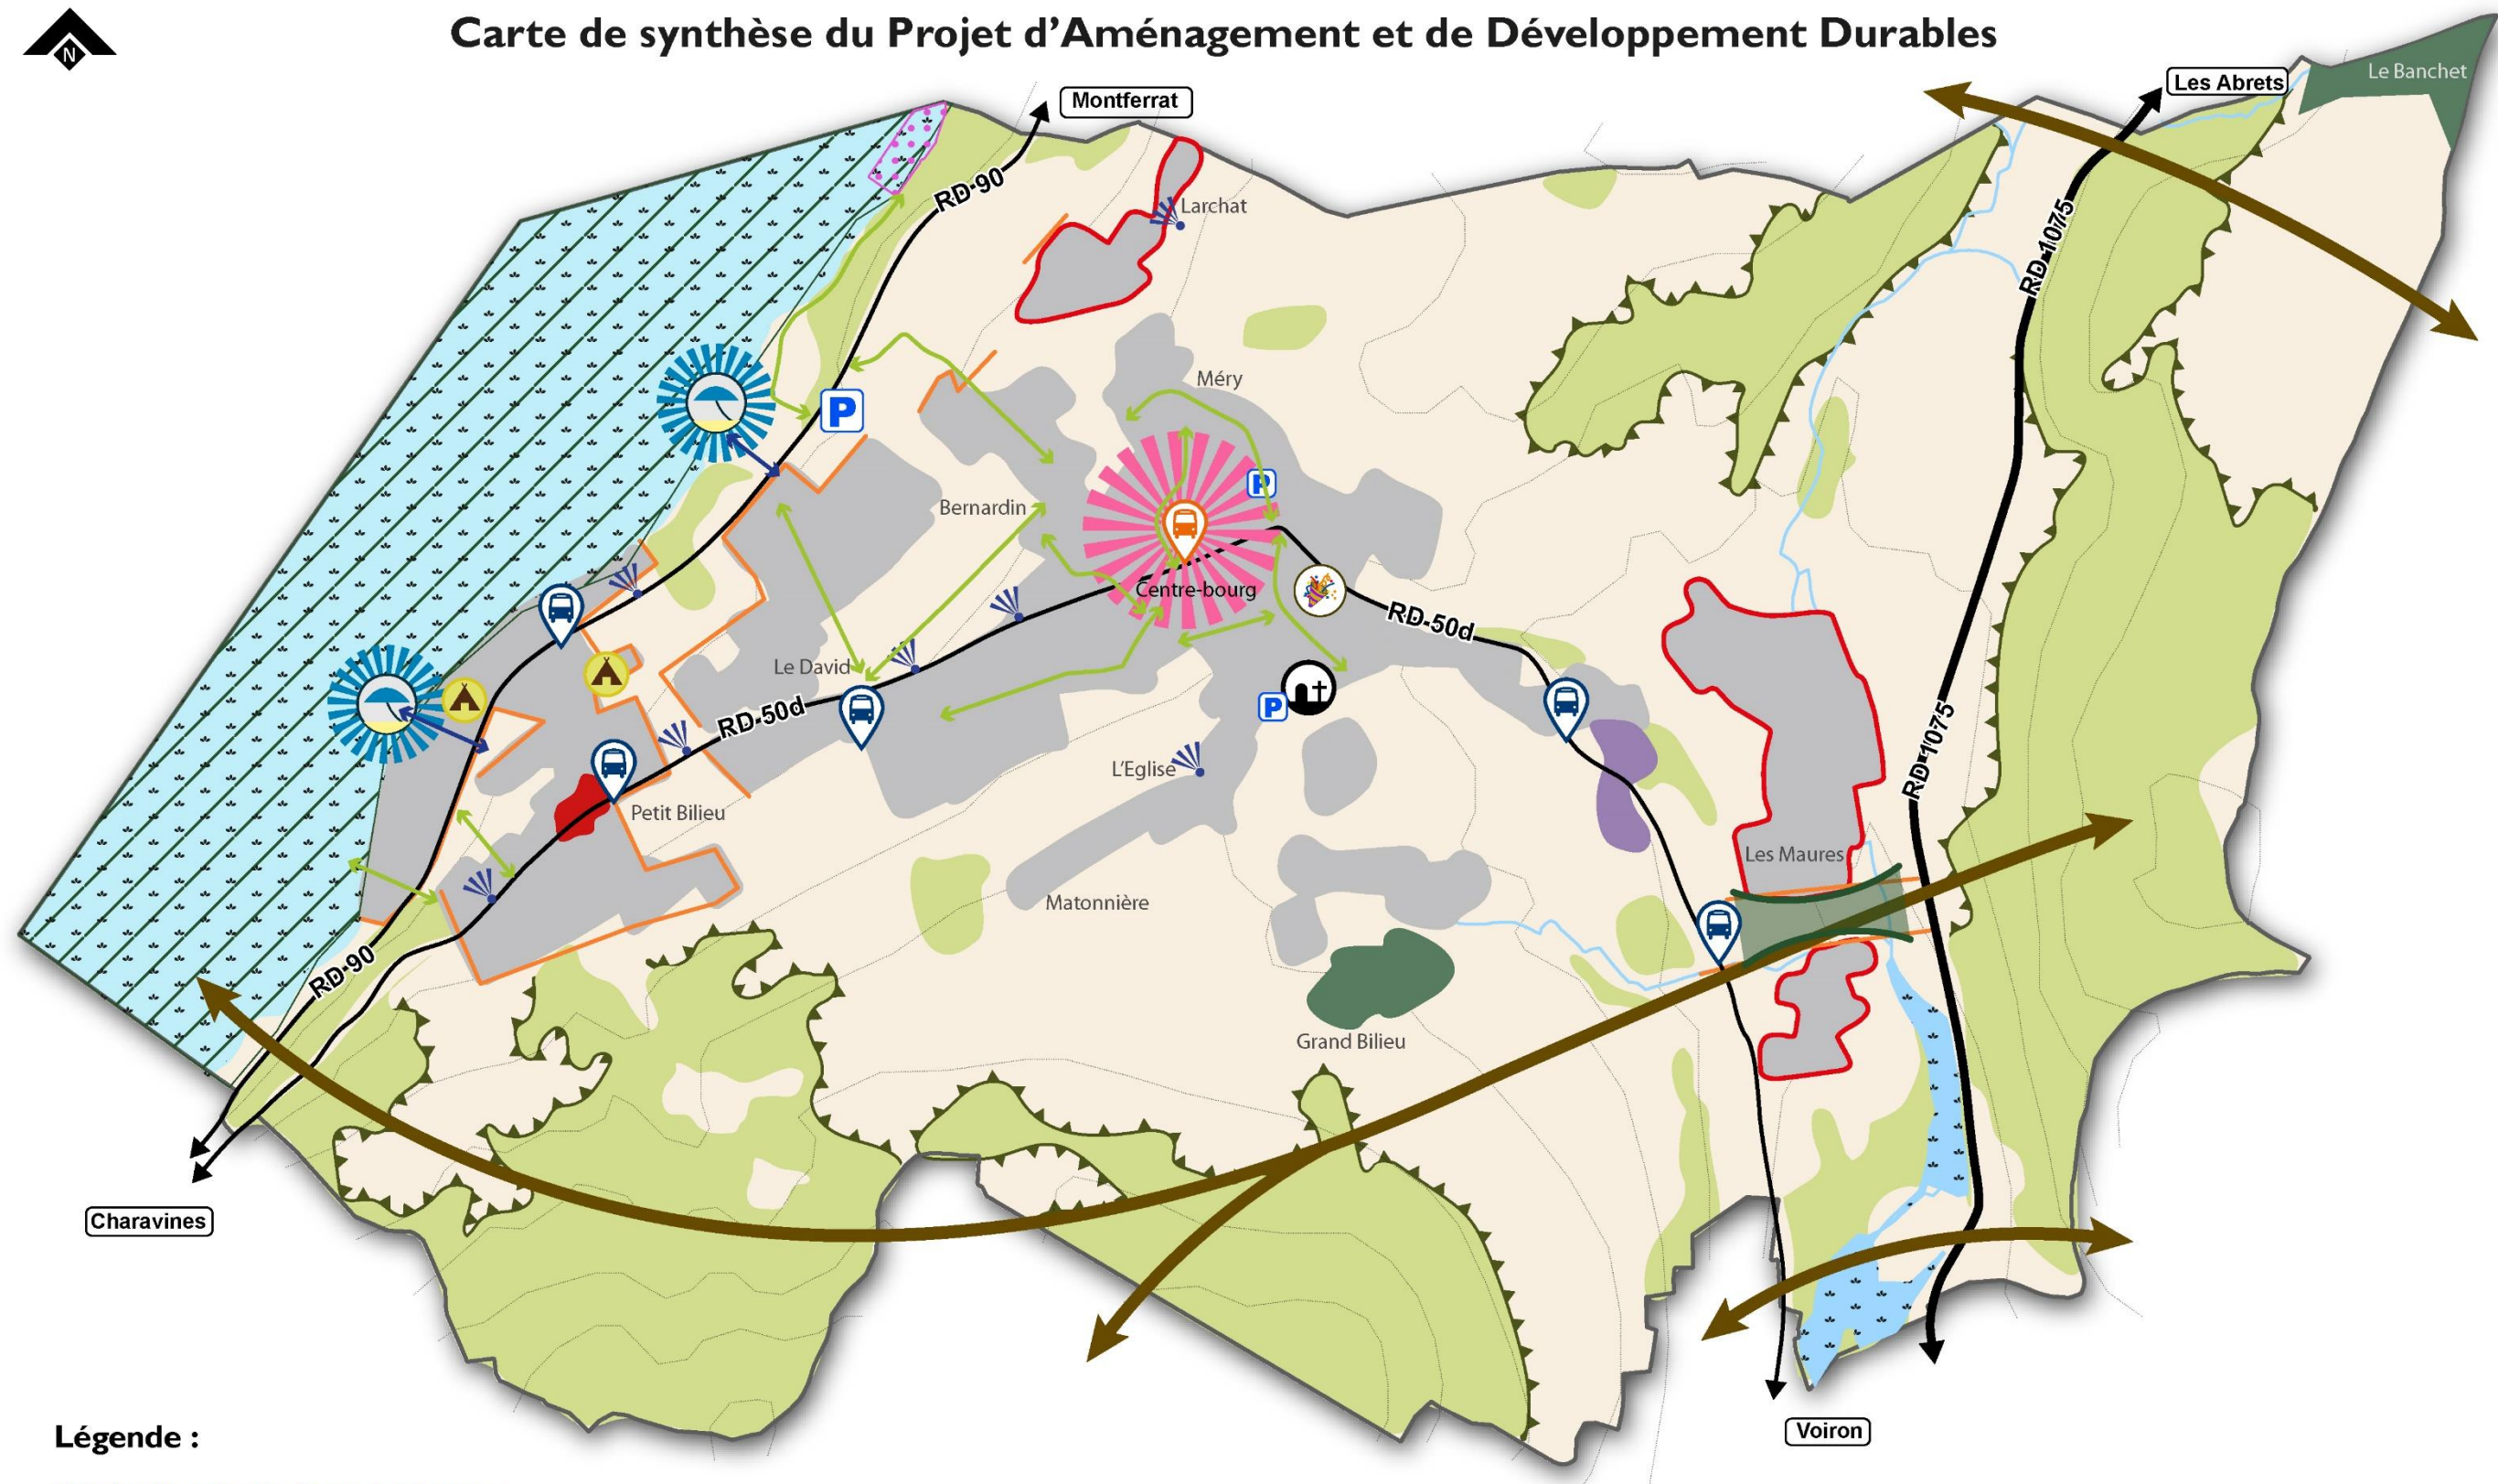 Carte de synthèse du Projet d'Aménagement et de Développement Durables
N
Le Banchet
Les Abrets
Montferrat
RD-90
Larchat
RD-1075
Méry
P
P
Bernardin
Centre-bourg
RD-50d
Le David
RD-50d
P
RD-1075
L'Eglise
Petit Bilieu
Les Maures
Matonnière
RD-90
Grand Bilieu
Charavines
Voiron
Légende :